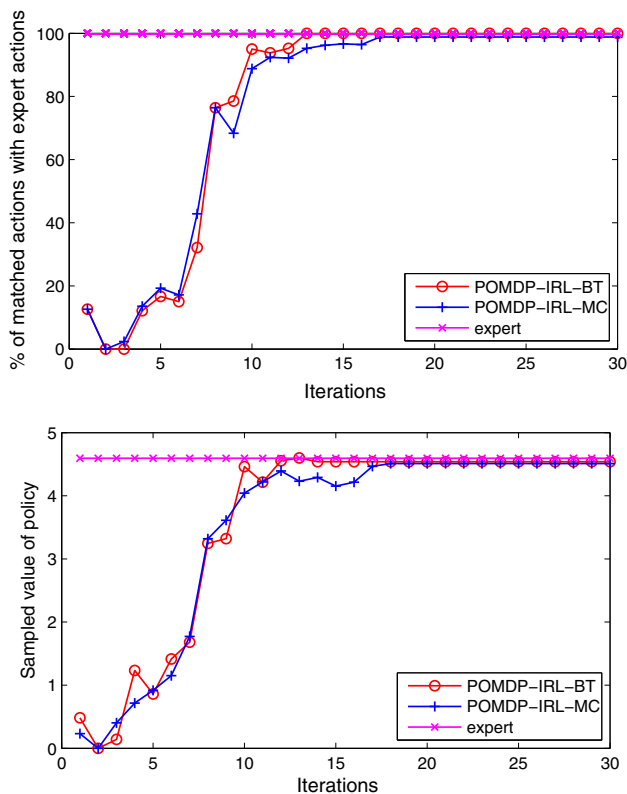 % of matched actions with expert actions
100
80
60
40
20
0
0 5 10 15 20 25 30
Iterations
POMDP-IRL-BT
POMDP-IRL-MC
expert
Sampled value of policy
5
4
3
2
1
0
0 5 10 15 20 25 30
Iterations
POMDP-IRL-BT
POMDP-IRL-MC
expert